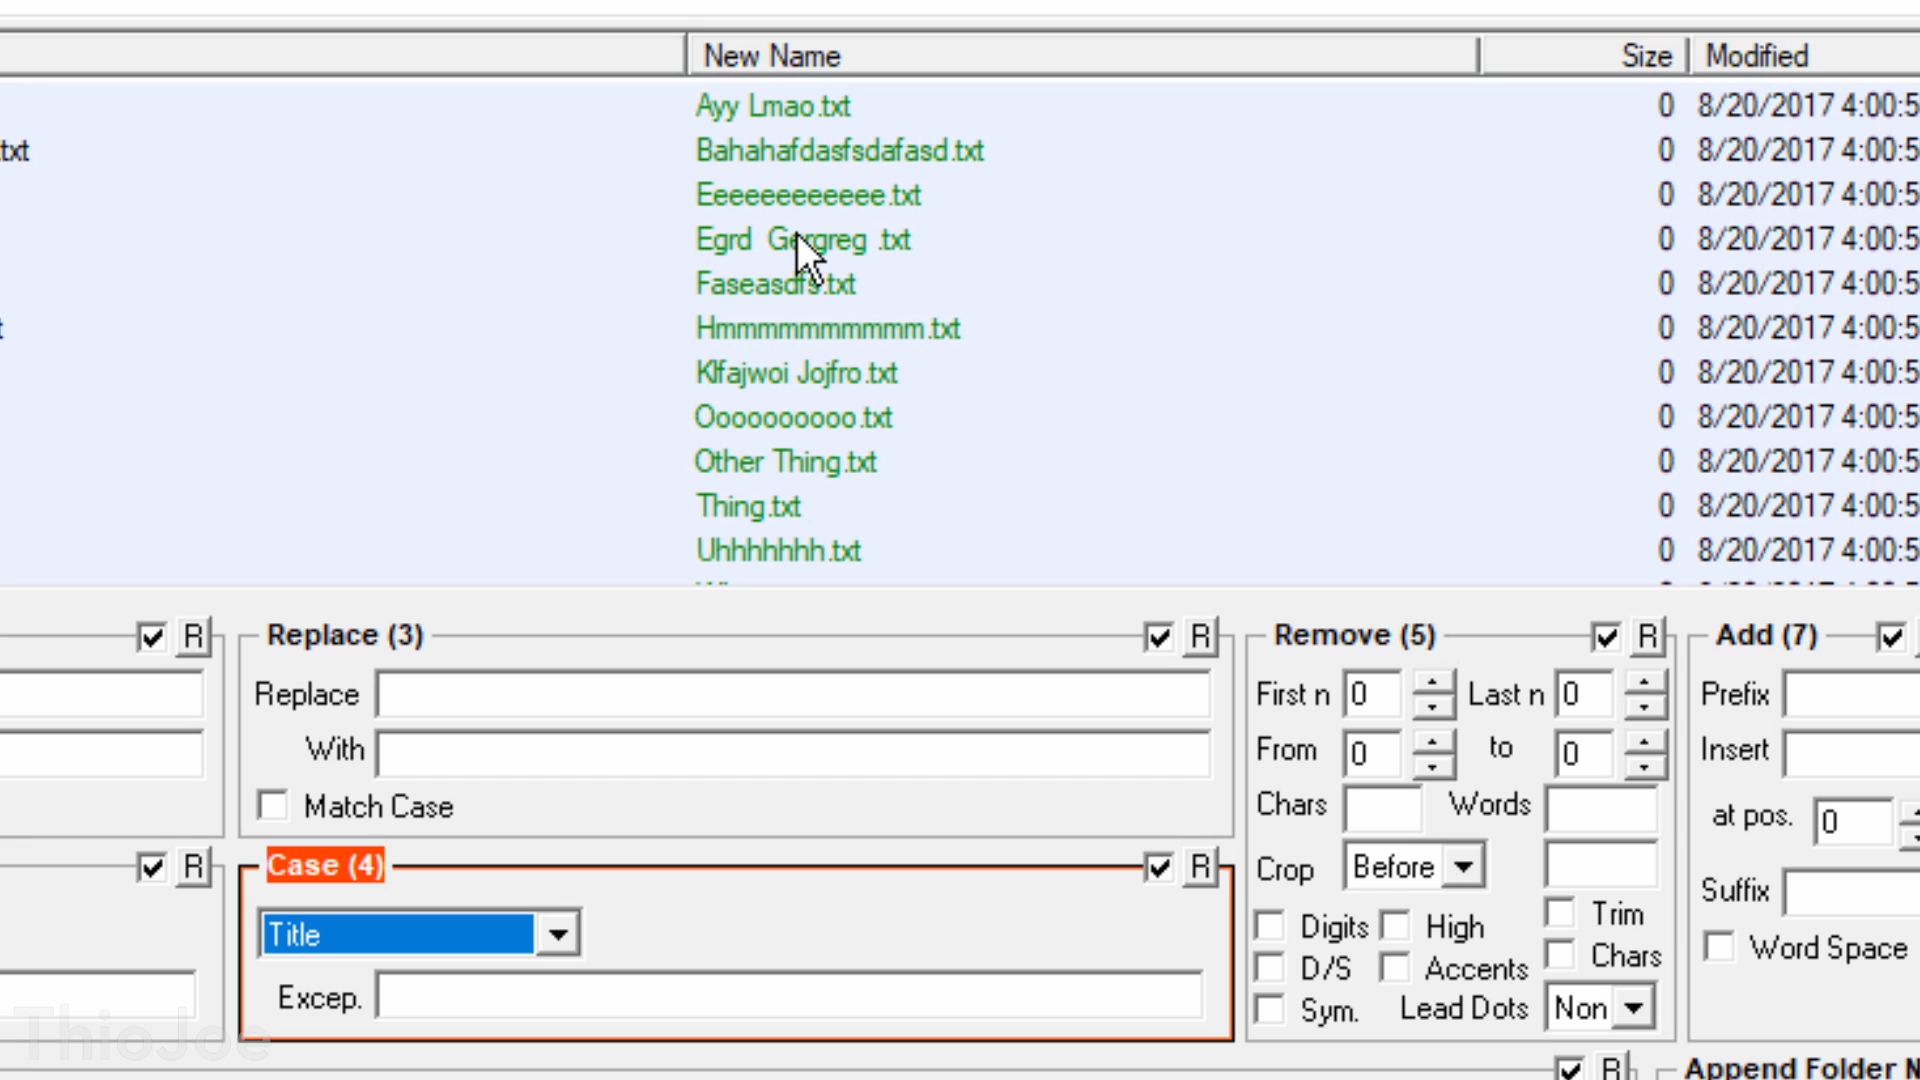 New Name Size Modified
Ayy Lmao.txt 0 8/20/2017 4:00:5
txt Bahahafdasfsdafasd.txt 0 8/20/2017 4:00:5
Eeeeeeeeeeee.txt 0 8/20/2017 4:00:5
Egrd  Gergreg .txt 0 8/20/2017 4:00:5
Faseasdfs.txt 0 8/20/2017 4:00:5
t Hmmmmmmmmmm.txt 0 8/20/2017 4:00:5
Klfajwoi Jojfro.txt 0 8/20/2017 4:00:5
Oooooooooo.txt 0 8/20/2017 4:00:5
Other Thing.txt 0 8/20/2017 4:00:5
Thing.txt 0 8/20/2017 4:00:5
Uhhhhhhh.txt 0 8/20/2017 4:00:5
R Replace (3) R Remove (5) R Add (7)
Replace First n 0 Last n 0 Prefix
With From 0 to 0 Insert
Match Case Chars Words at pos. 0
R Case (4) R Crop Before Suffix
Title Digits High Trim Word Space
D/S Accents Chars
Excep. Sym. Lead Dots Non
ThioJoe
R Append Folder N